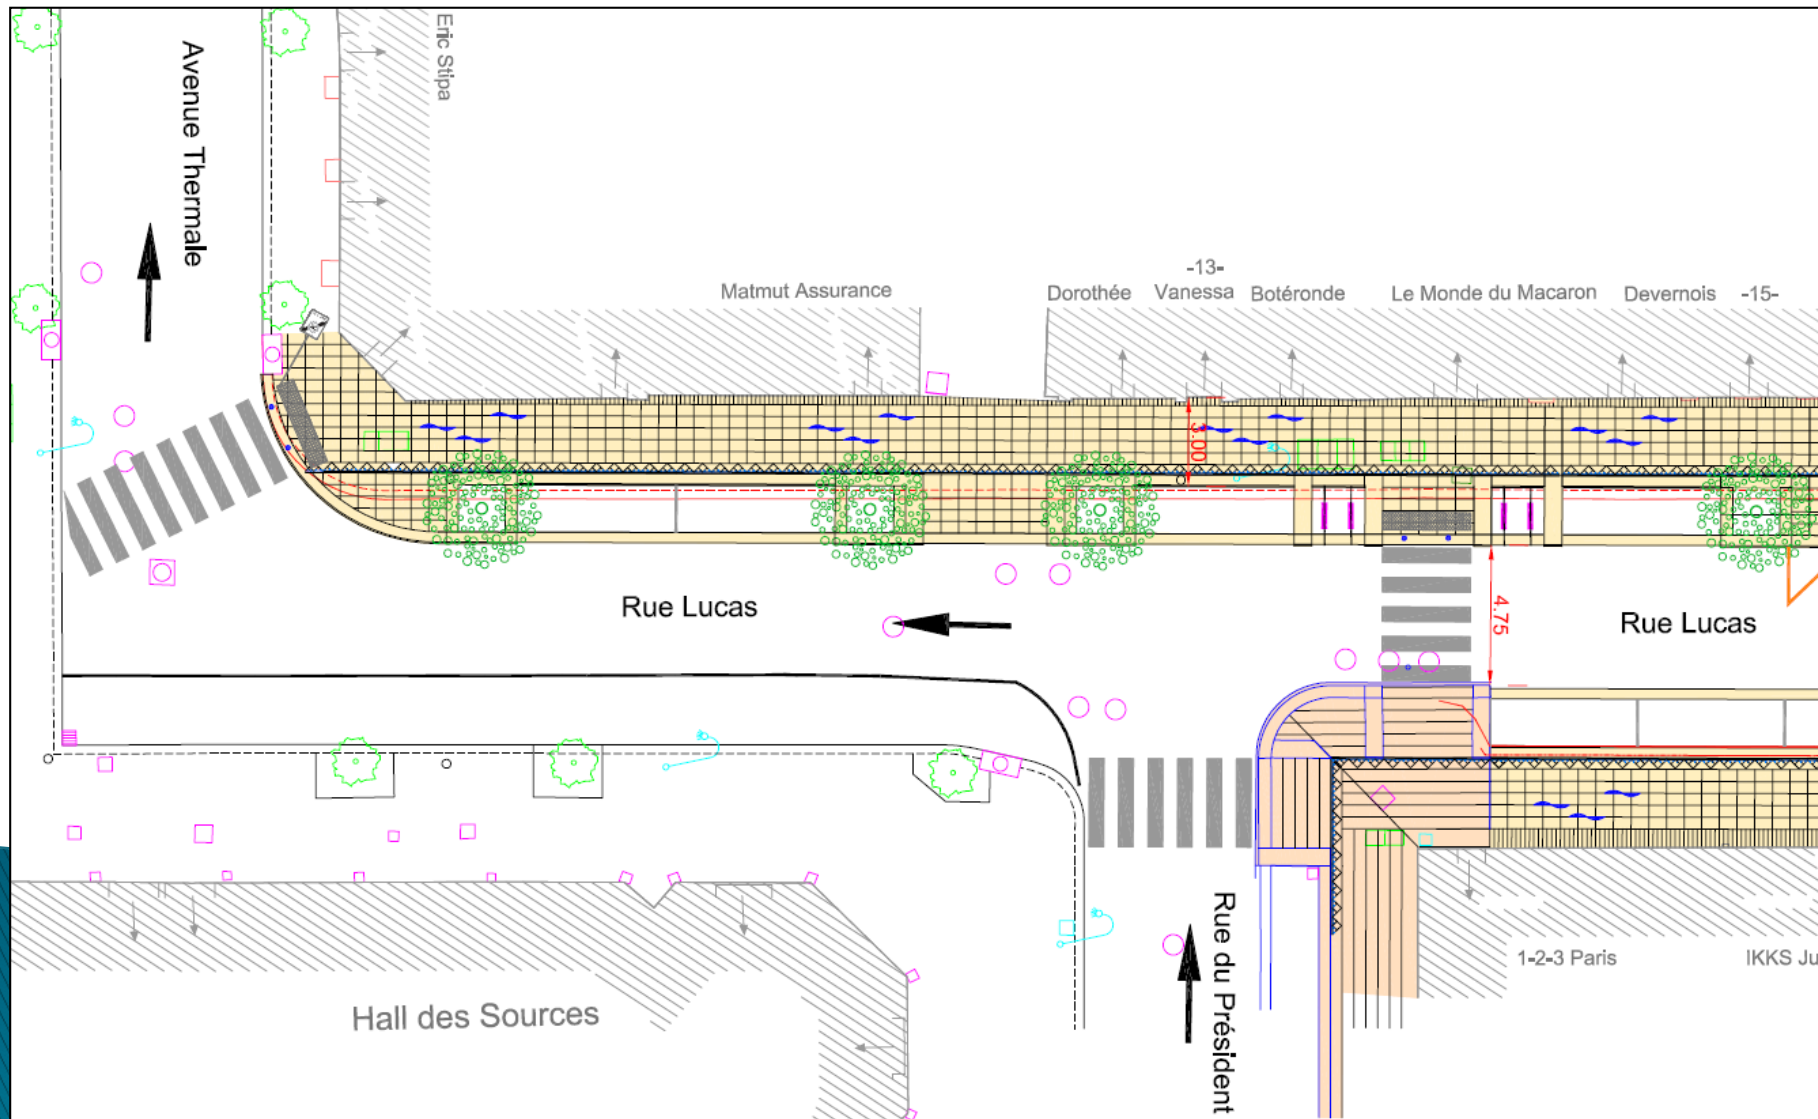 Avenue Thermale
Eric Stipa
Matmut Assurance
Dorothée
-13-
Vanessa
Botéronde
Le Monde du Macaron
Devernois
-15-
3.00
Rue Lucas
4.75
Rue Lucas
Rue du Président
1-2-3 Paris
IKKS Ju
Hall des Sources